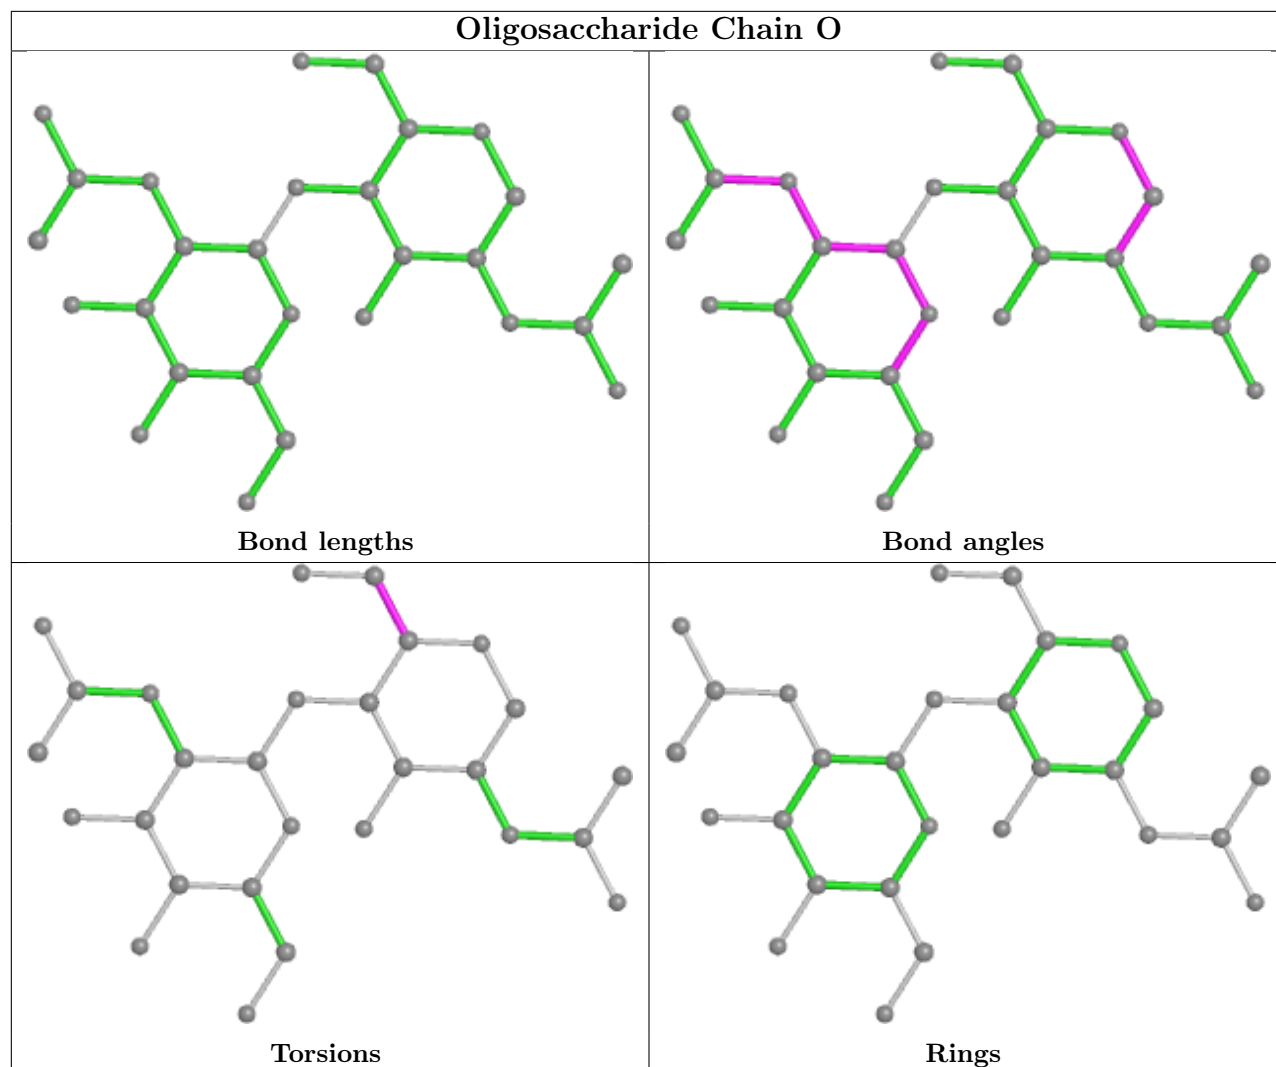 Oligosaccharide Chain O
Bond lengths
Bond angles
Torsions
Rings